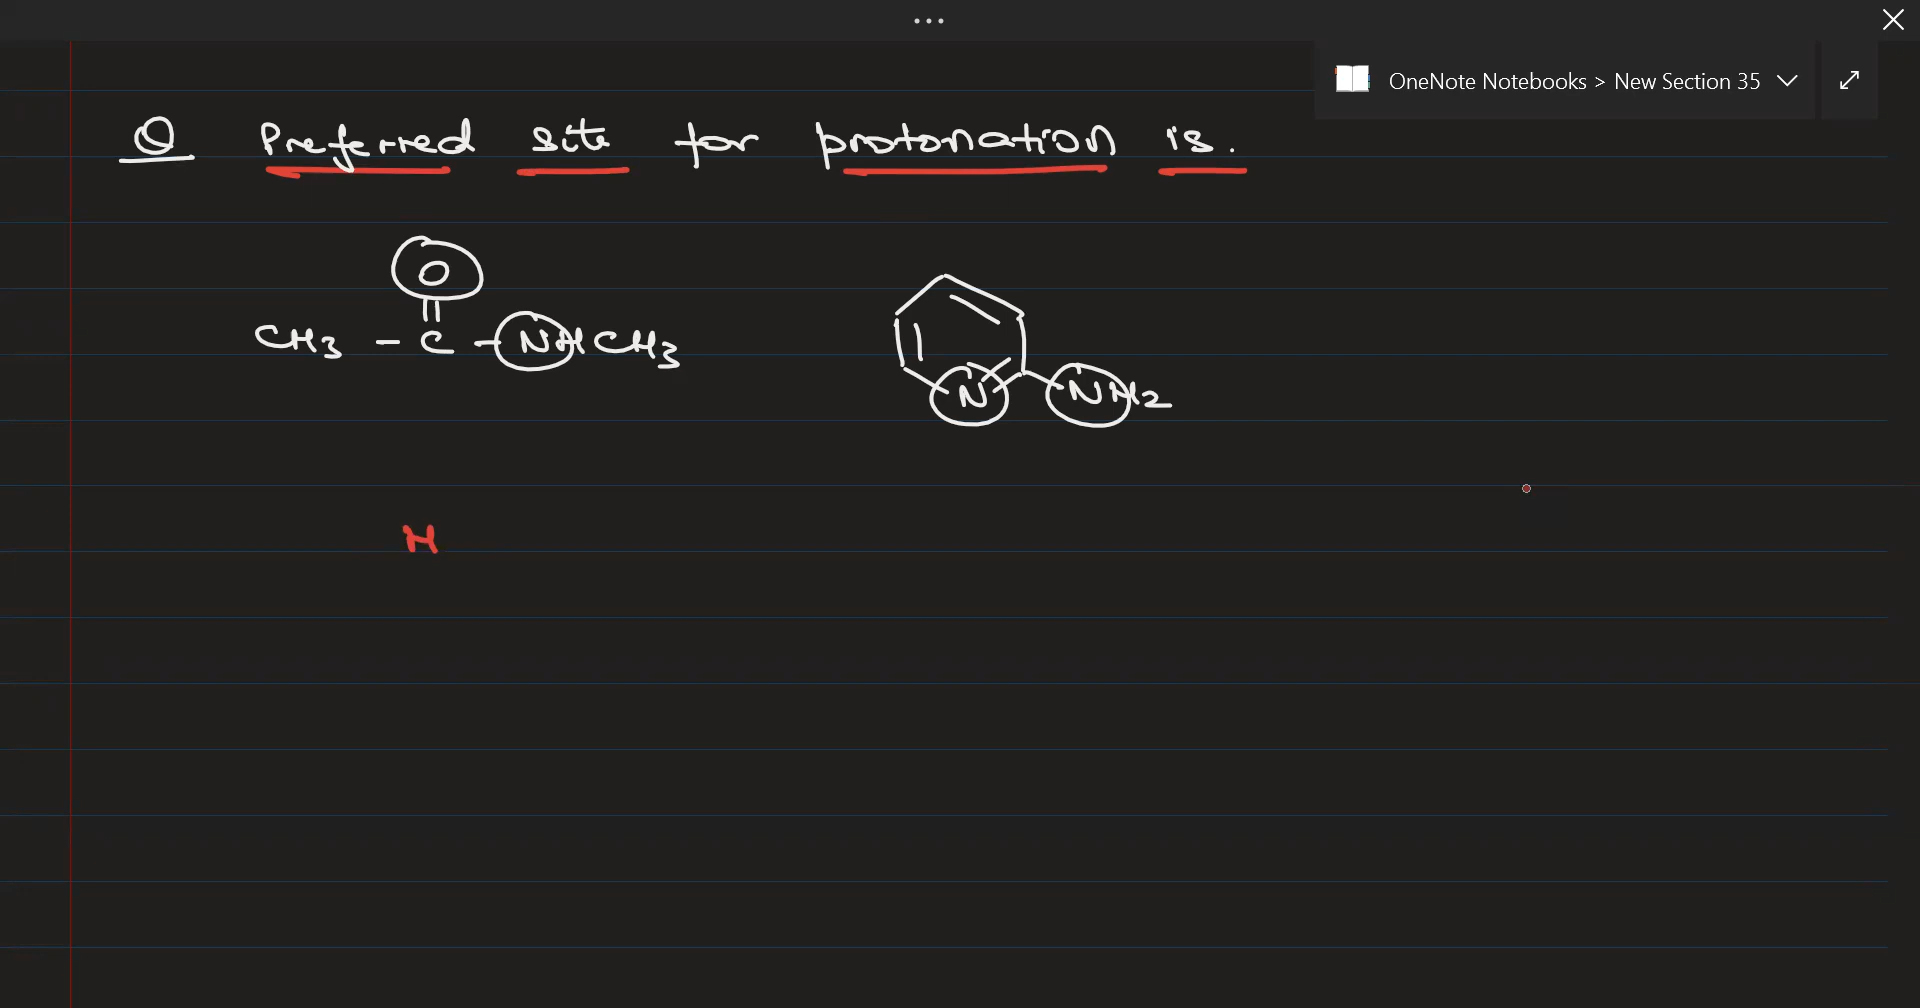 ...
OneNote Notebooks > New Section 35
Q Preferred site for protonation is.
O
CH3 - C - NHCH3
N NH2
H